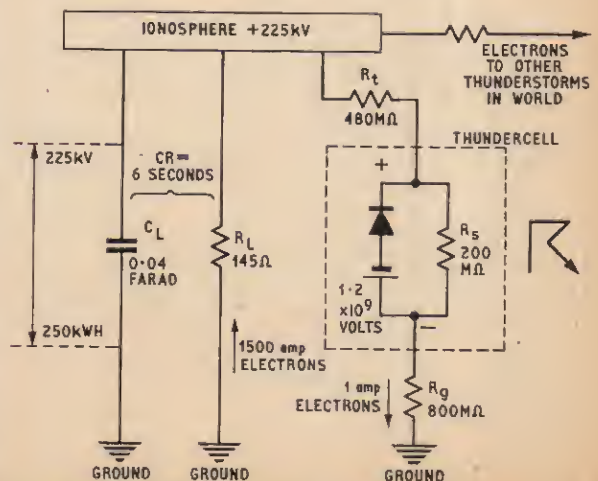 IONOSPHERE +225kV
ELECTRONS
TO OTHER
THUNDERSTORMS
IN WORLD
Rt
480MΩ
THUNDERCELL
225kV
CR=
6 SECONDS
+
CL
0·04
FARAD
RL
145Ω
Rs
200
MΩ
1·2
×10⁹
VOLTS
−
250kWH
1500 amp
ELECTRONS
1 amp
ELECTRONS
Rg
800MΩ
GROUND
GROUND
GROUND